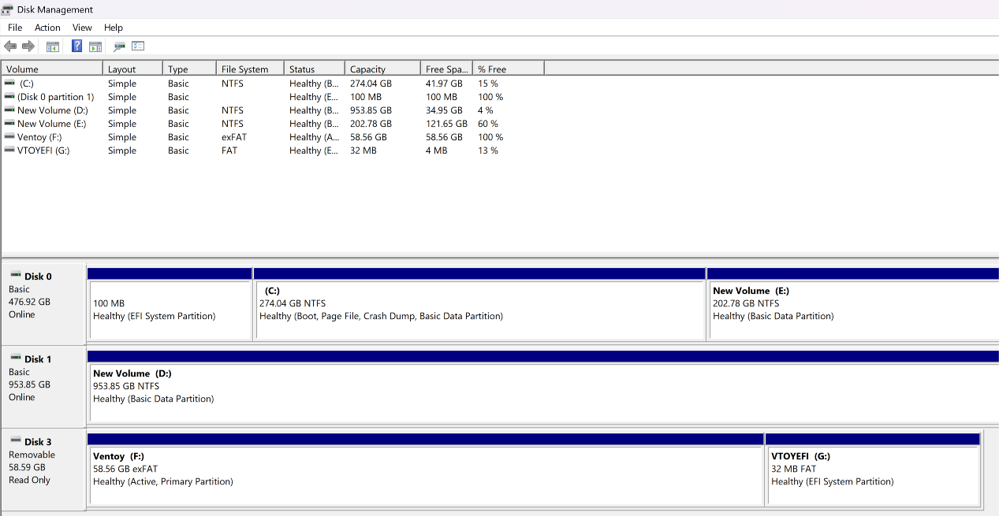 Disk Management
File Action View Help
Volume Layout Type File System Status Capacity Free Spa... % Free
(C:) Simple Basic NTFS Healthy (B... 274.04 GB 41.97 GB 15 %
(Disk 0 partition 1) Simple Basic Healthy (E... 100 MB 100 MB 100 %
New Volume (D:) Simple Basic NTFS Healthy (B... 953.85 GB 34.95 GB 4 %
New Volume (E:) Simple Basic NTFS Healthy (B... 202.78 GB 121.65 GB 60 %
Ventoy (F:) Simple Basic exFAT Healthy (A... 58.56 GB 58.56 GB 100 %
VTOYEFI (G:) Simple Basic FAT Healthy (E... 32 MB 4 MB 13 %
Disk 0
Basic
476.92 GB
Online
100 MB
Healthy (EFI System Partition)
(C:)
274.04 GB NTFS
Healthy (Boot, Page File, Crash Dump, Basic Data Partition)
New Volume (E:)
202.78 GB NTFS
Healthy (Basic Data Partition)
Disk 1
Basic
953.85 GB
Online
New Volume (D:)
953.85 GB NTFS
Healthy (Basic Data Partition)
Disk 3
Removable
58.59 GB
Read Only
Ventoy (F:)
58.56 GB exFAT
Healthy (Active, Primary Partition)
VTOYEFI (G:)
32 MB FAT
Healthy (EFI System Partition)